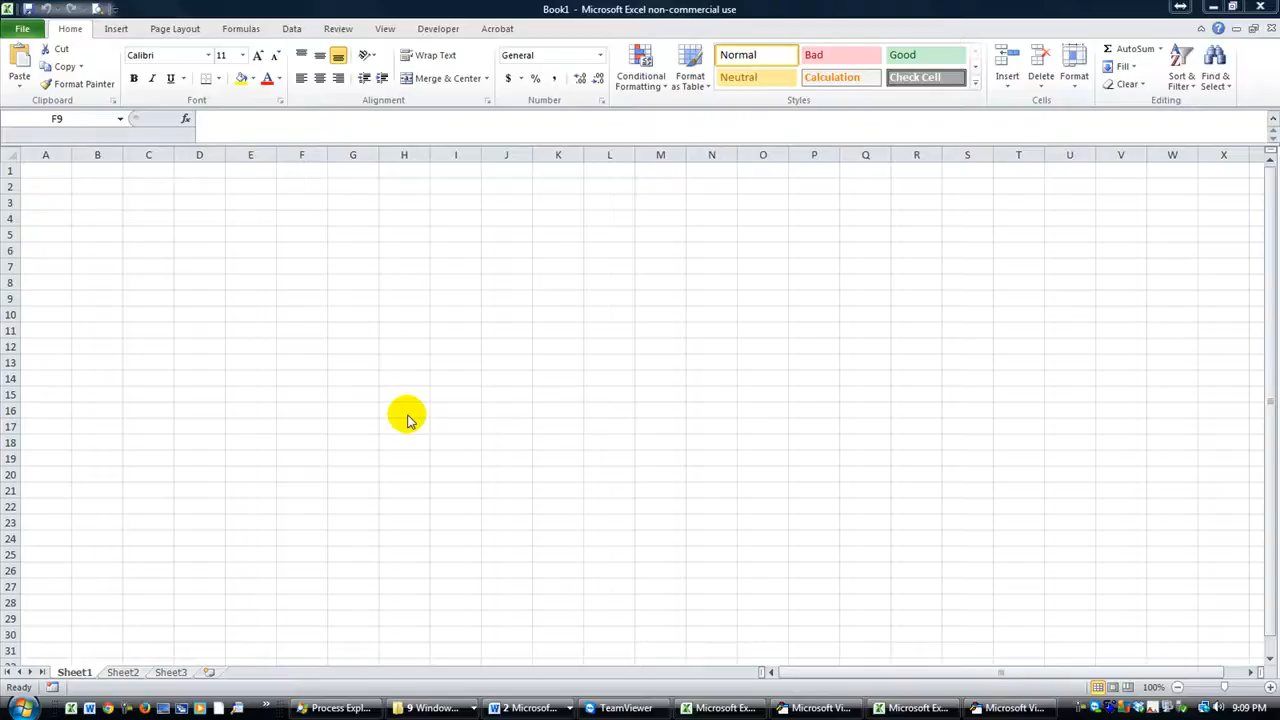 Book1 - Microsoft Excel non-commercial use
File Home Insert Page Layout Formulas Data Review View Developer Acrobat
Paste
Cut
Copy
Format Painter
Clipboard
Calibri 11
B I U
Font
Wrap Text
Merge & Center
Alignment
General
$ % ,
Number
Conditional Formatting
Format as Table
Normal Bad Good
Neutral Calculation Check Cell
Styles
Insert Delete Format
Cells
AutoSum
Fill
Clear
Sort & Filter
Find & Select
Editing
F9 fx
A B C D E F G H I J K L M N O P Q R S T U V W X
1
2
3
4
5
6
7
8
9
10
11
12
13
14
15
16
17
18
19
20
21
22
23
24
25
26
27
28
29
30
31
Sheet1 Sheet2 Sheet3
Ready 100%
Process Expl... 9 Window... 2 Microsof... TeamViewer Microsoft Ex... Microsoft Vi... Microsoft Ex... Microsoft Vi... 9:09 PM